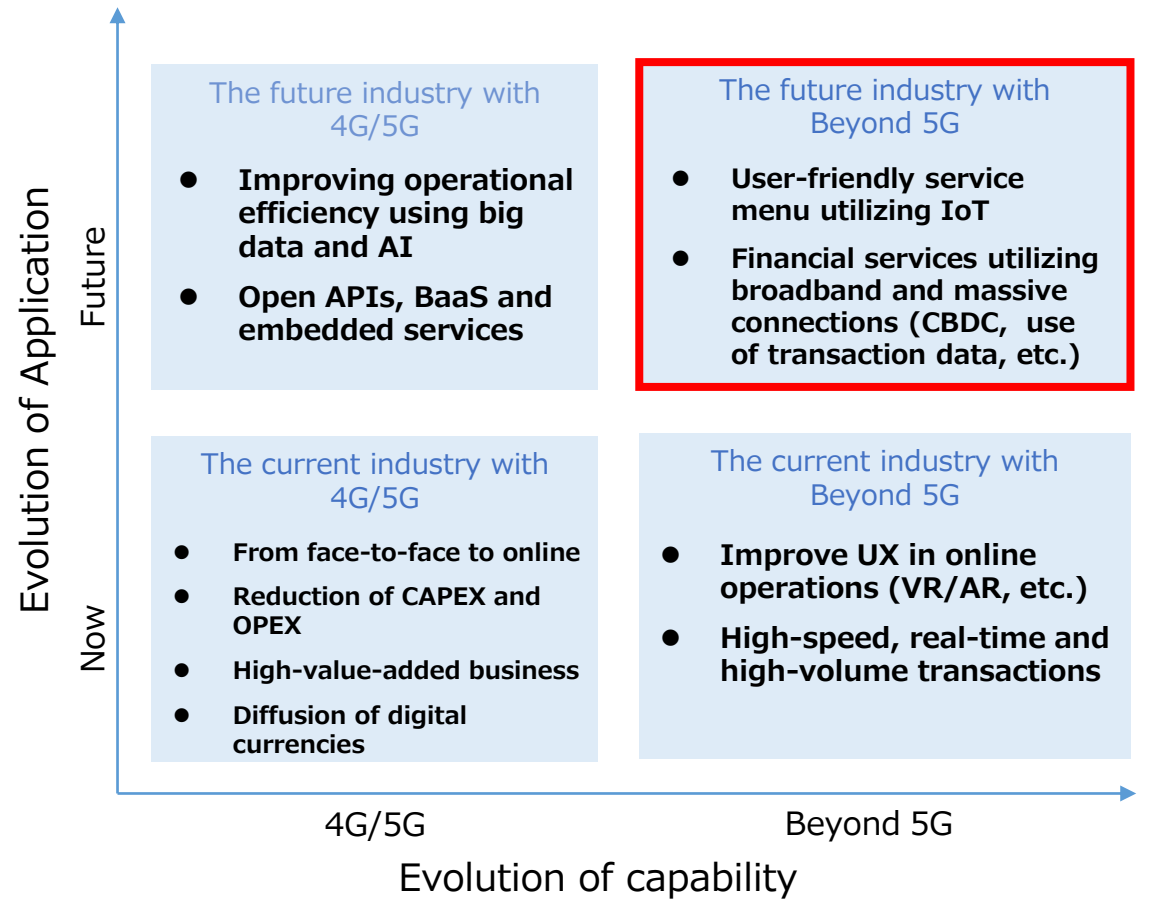 The future industry with
4G/5G
● Improving operational
efficiency using big
data and AI
● Open APIs, BaaS and
embedded services
The future industry with
Beyond 5G
● User-friendly service
menu utilizing IoT
● Financial services utilizing
broadband and massive
connections (CBDC, use
of transaction data, etc.)
The current industry with
4G/5G
● From face-to-face to online
● Reduction of CAPEX and
OPEX
● High-value-added business
● Diffusion of digital
currencies
The current industry with
Beyond 5G
● Improve UX in online
operations (VR/AR, etc.)
● High-speed, real-time and
high-volume transactions
Evolution of Application
Future
Now
4G/5G
Beyond 5G
Evolution of capability